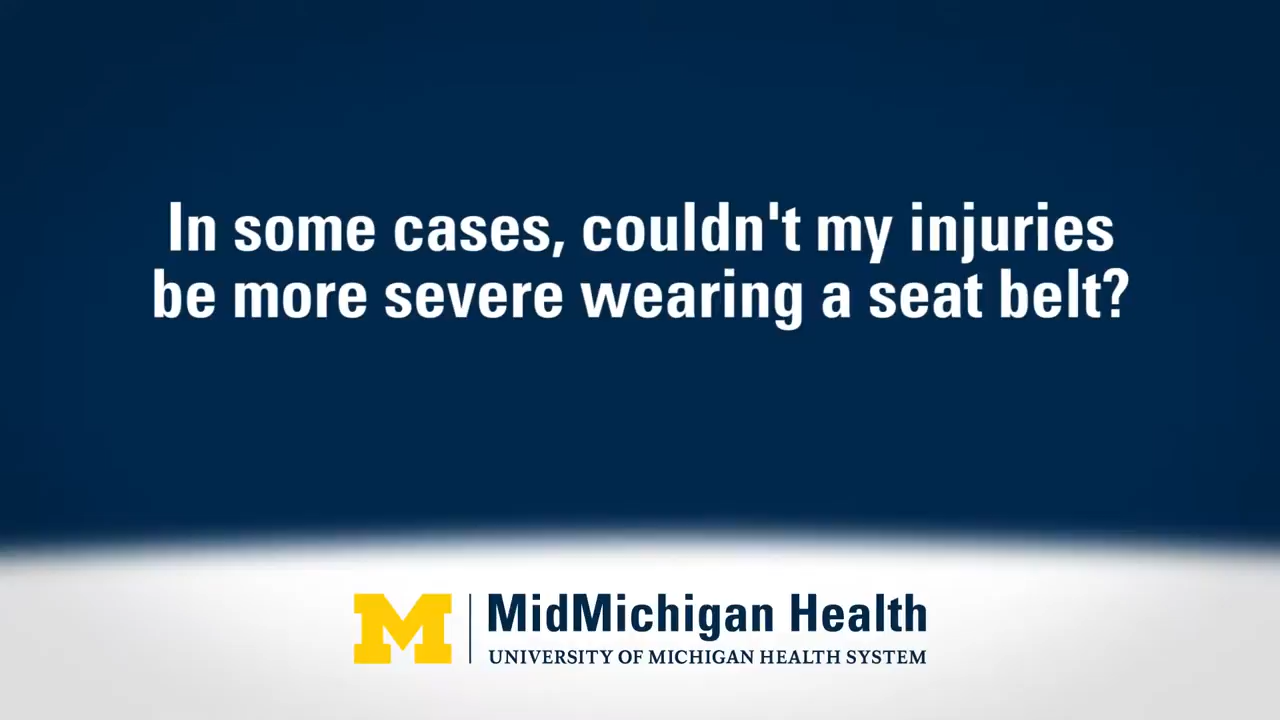 In some cases, couldn't my injuries
be more severe wearing a seat belt?
M
MidMichigan Health
UNIVERSITY OF MICHIGAN HEALTH SYSTEM